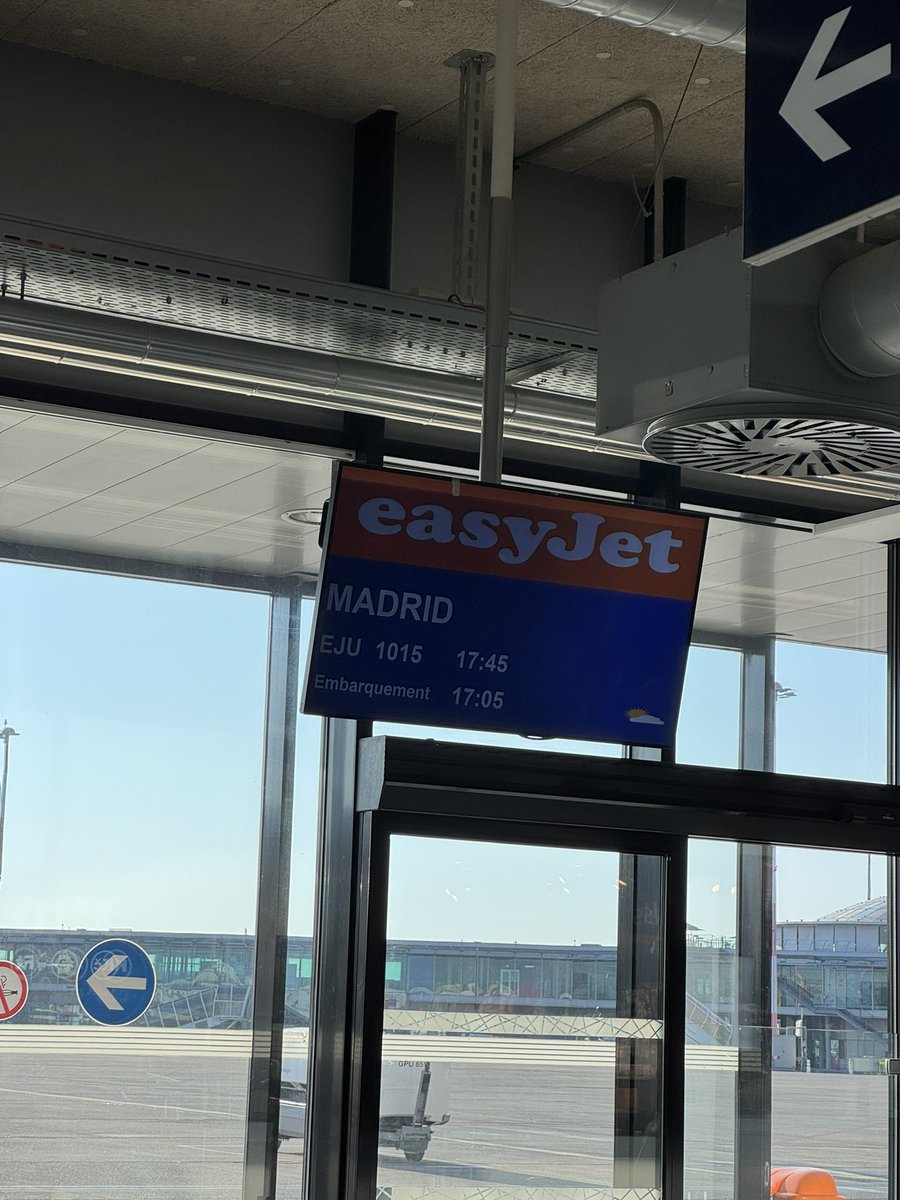 easyJet
MADRID
EJU 1015 17:45
Embarquement 17:05